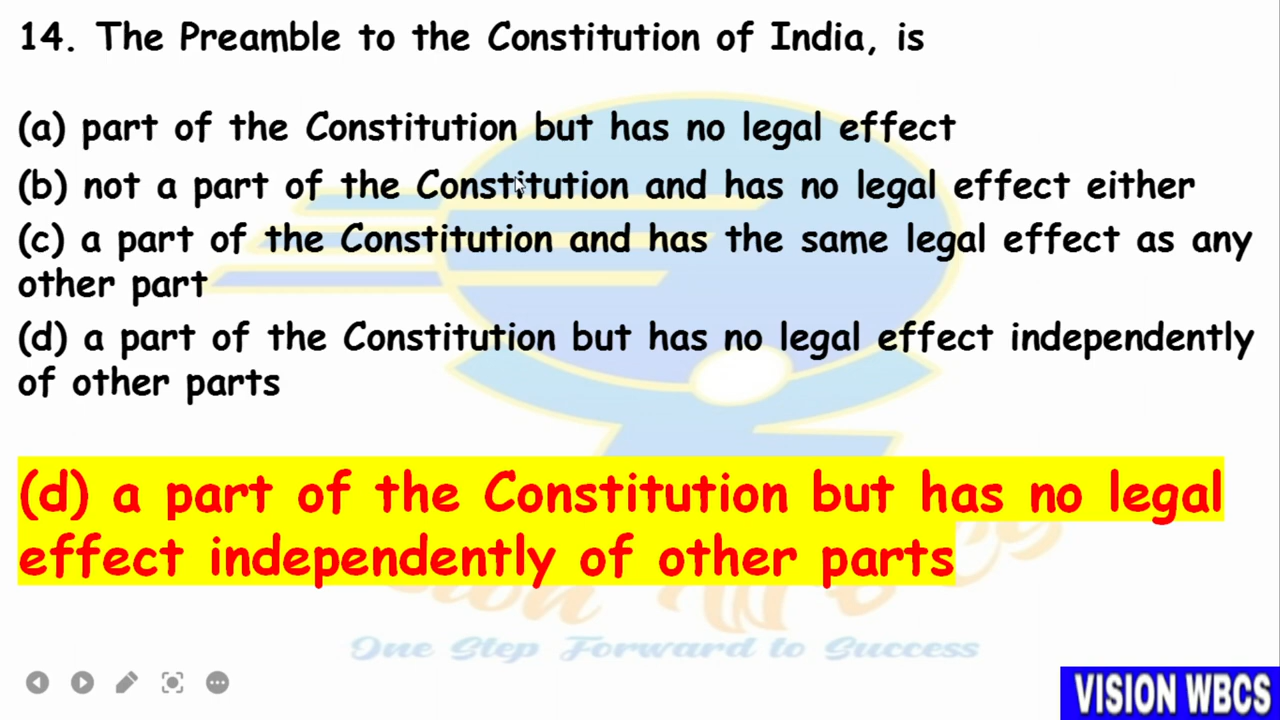 14. The Preamble to the Constitution of India, is
(a) part of the Constitution but has no legal effect
(b) not a part of the Constitution and has no legal effect either
(c) a part of the Constitution and has the same legal effect as any
other part
(d) a part of the Constitution but has no legal effect independently
of other parts
(d) a part of the Constitution but has no legal
effect independently of other parts
One Step Forward to Success
VISION WBCS